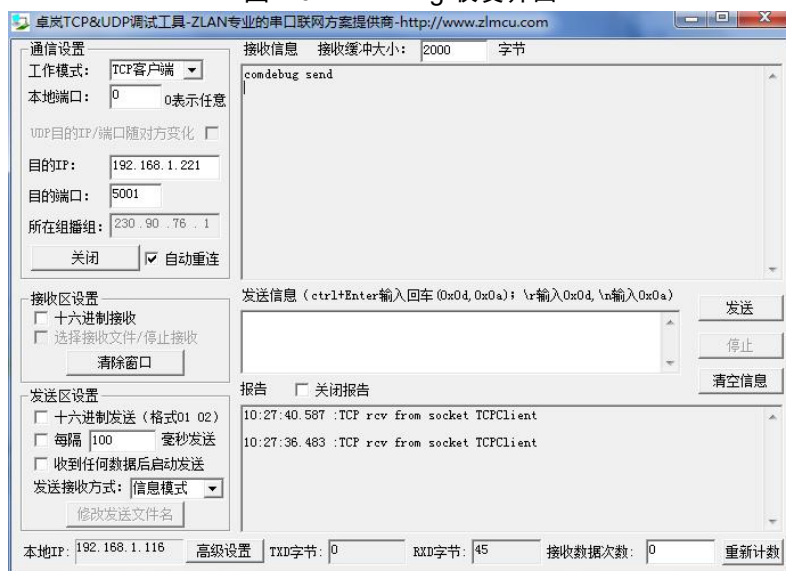 卓岚TCP&UDP调试工具-ZLAN专业的串口联网方案提供商-http://www.zlmcu.com
通信设置
工作模式： TCP客户端
本地端口： 0 0表示任意
UDP目的IP/端口随对方变化
目的IP： 192.168.1.221
目的端口： 5001
所在组播组： 230 .90 .76 . 1
关闭 自动重连
接收信息 接收缓冲大小： 2000 字节
comdebug send
接收区设置
十六进制接收
选择接收文件/停止接收
清除窗口
发送信息（ctrl+Enter输入回车(0x0d,0x0a)；\r输入0x0d,\n输入0x0a）
发送
停止
清空信息
发送区设置
十六进制发送（格式01 02）
每隔 100 毫秒发送
收到任何数据后启动发送
发送接收方式： 信息模式
修改发送文件名
报告 关闭报告
10:27:40.587 :TCP rcv from socket TCPClient
10:27:36.483 :TCP rcv from socket TCPClient
本地IP: 192.168.1.116 高级设置 TXD字节: 0 RXD字节: 45 接收数据次数: 0 重新计数